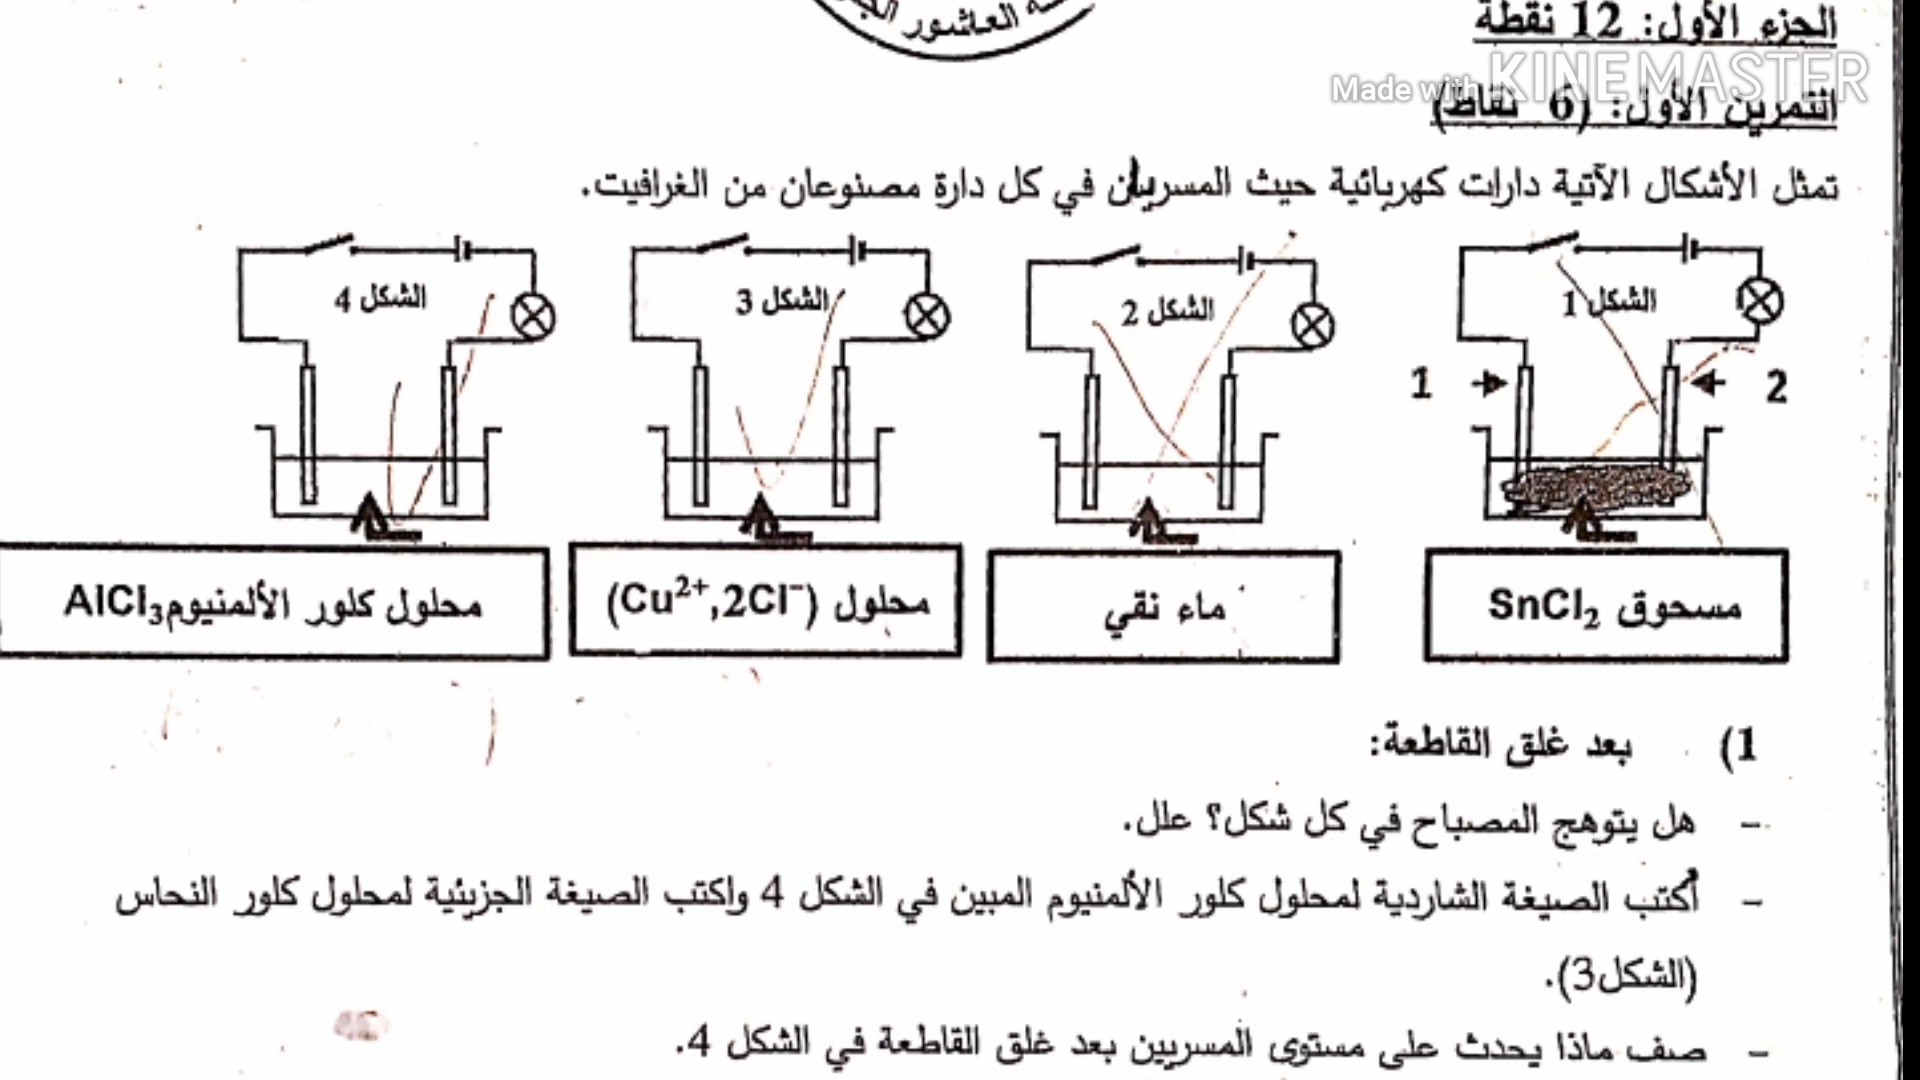 العاشور
الجزء الأول: 12 نقطة
Made with KINEMASTER
التمرين الأول: (6 نقاط)
تمثل الأشكال الآتية دارات كهربائية حيث المسريان في كل دارة مصنوعان من الغرافيت.
الشكل 1
الشكل 2
الشكل 3
الشكل 4
1
2
مسحوق SnCl₂
ماء نقي
محلول (Cu²⁺,2Cl⁻)
محلول كلور الألمنيوم AlCl₃
1) بعد غلق القاطعة:
- هل يتوهج المصباح في كل شكل؟ علل.
- أكتب الصيغة الشاردية لمحلول كلور الألمنيوم المبين في الشكل 4 واكتب الصيغة الجزيئية لمحلول كلور النحاس
(الشكل3).
- صف ماذا يحدث على مستوى المسريين بعد غلق القاطعة في الشكل 4.